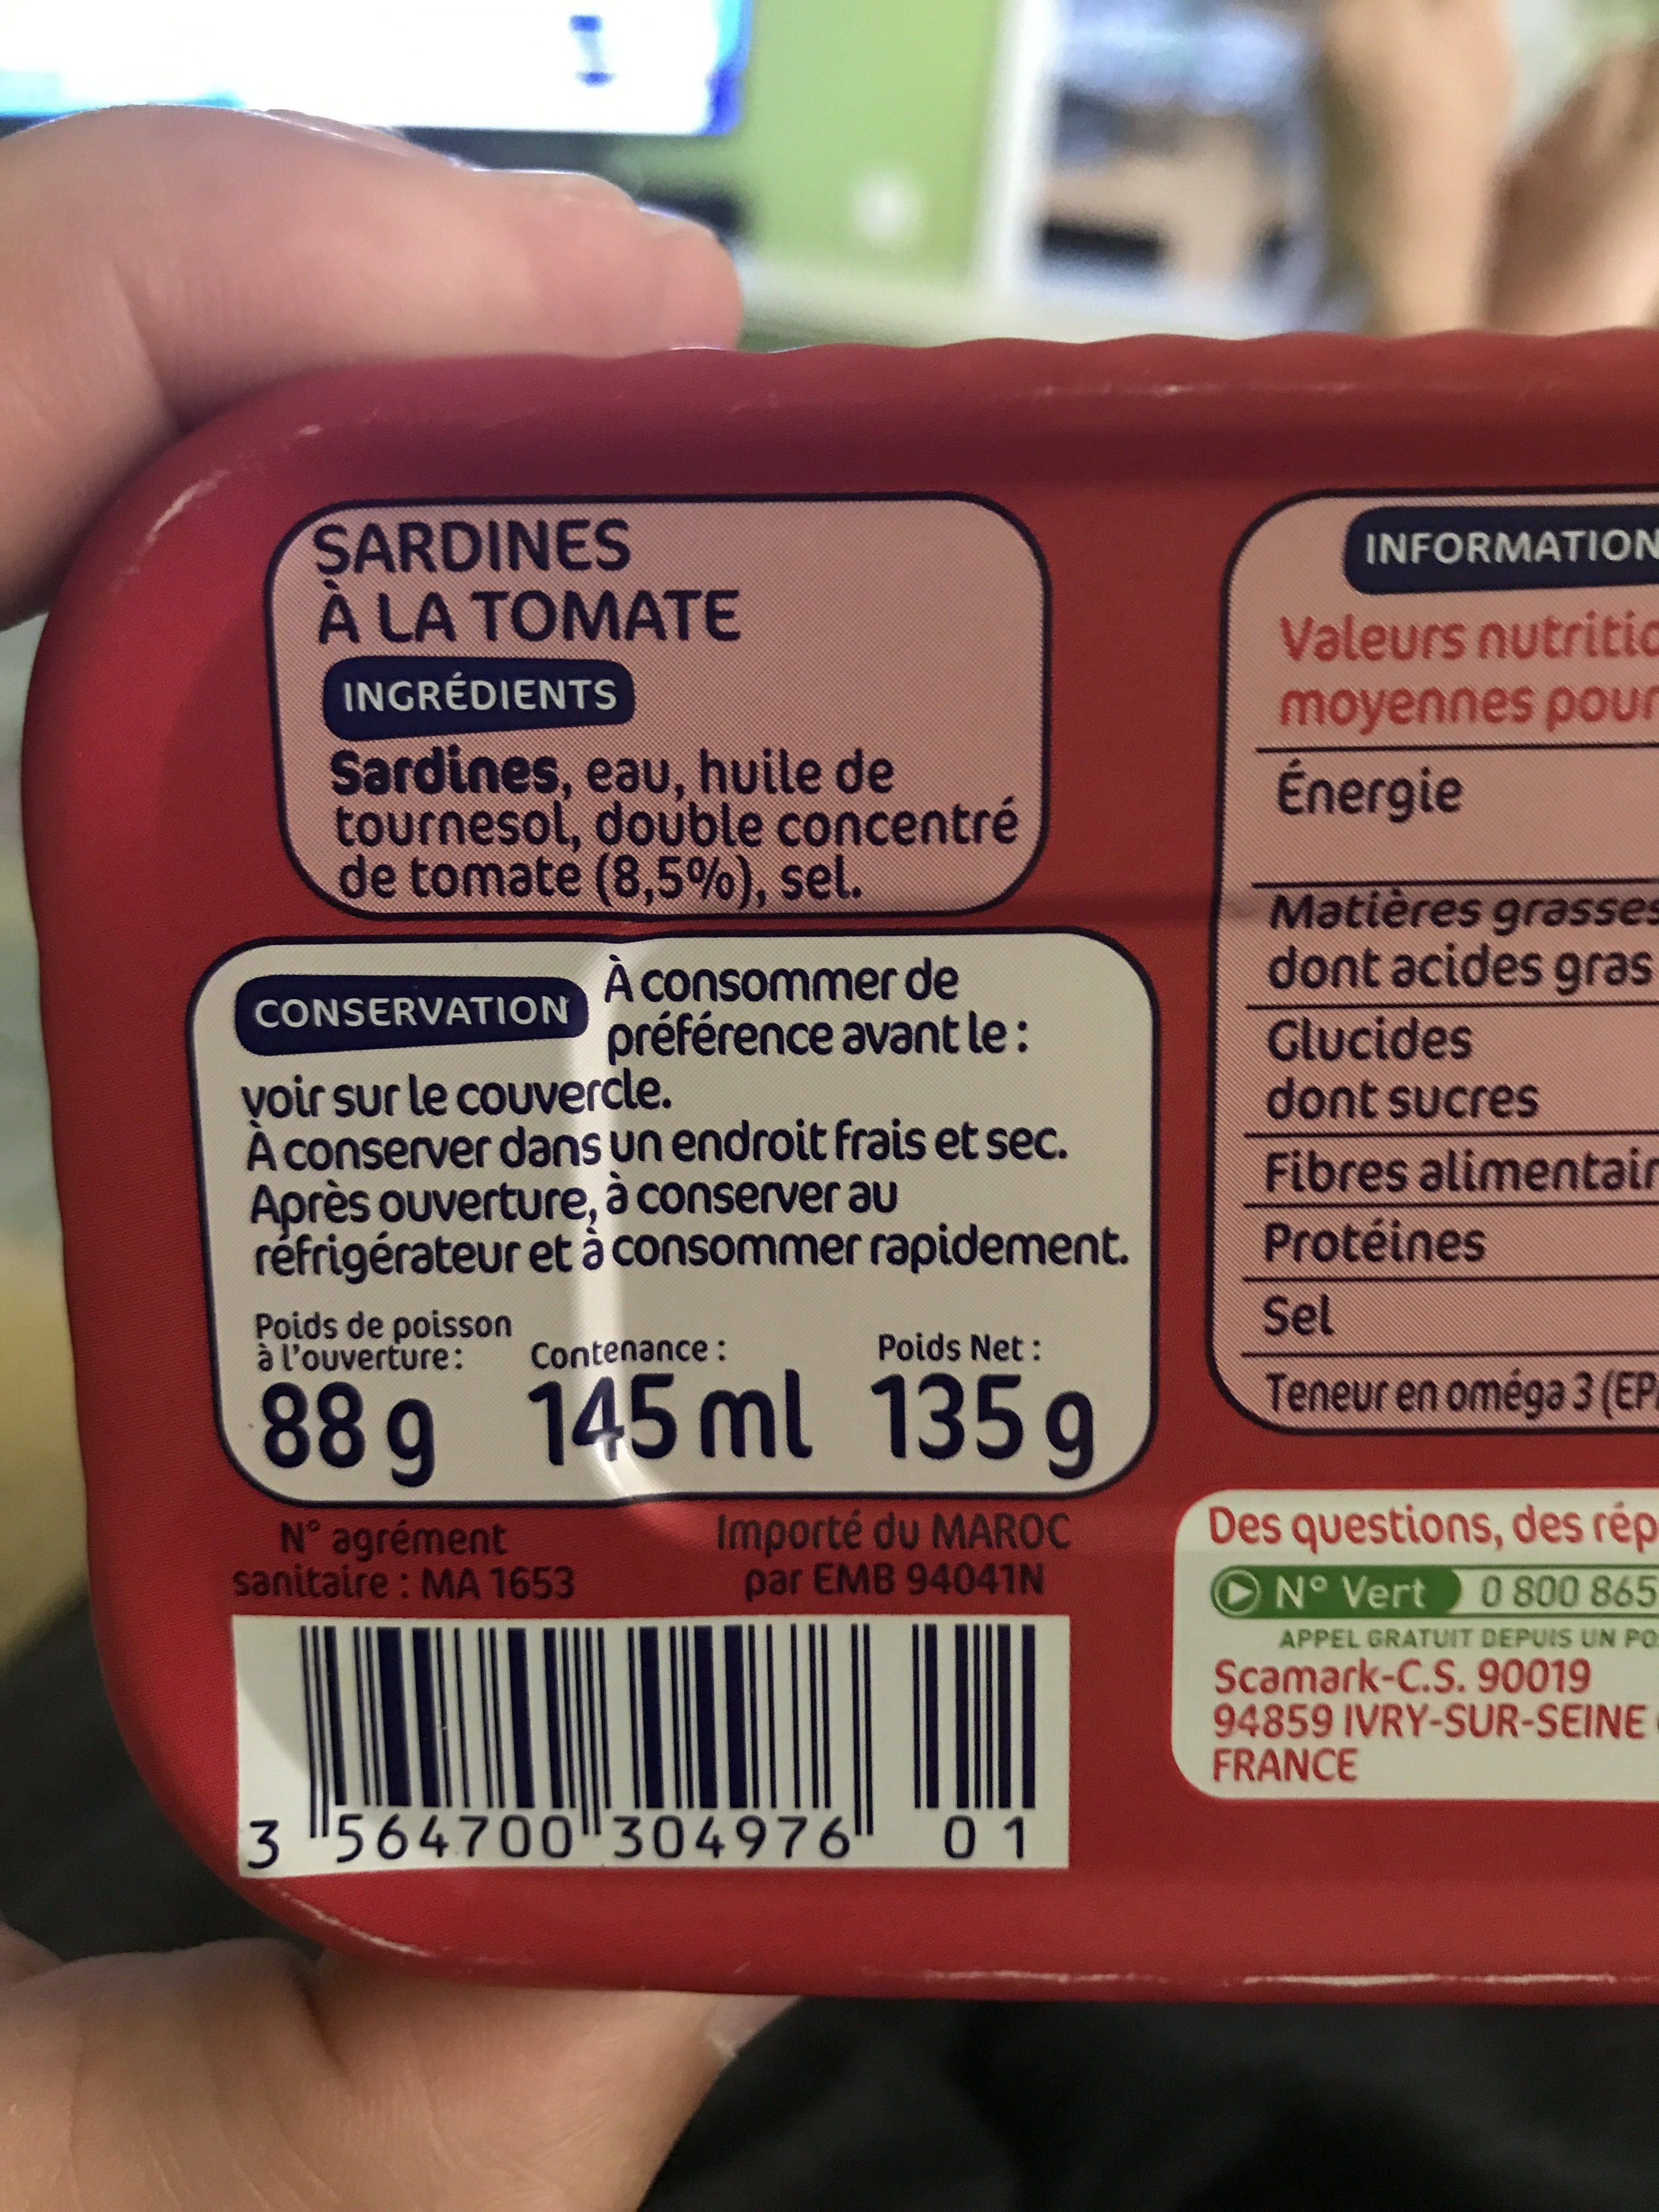 SARDINES
À LA TOMATE
INGRÉDIENTS
Sardines, eau, huile de
tournesol, double concentré
de tomate (8,5%), sel.
CONSERVATION
À consommer de
préférence avant le :
voir sur le couvercle.
À conserver dans un endroit frais et sec.
Après ouverture, à conserver au
réfrigérateur et à consommer rapidement.
Poids de poisson
à l'ouverture :
88 g
Contenance :
145 ml
Poids Net :
135 g
N° agrément
sanitaire : MA 1653
Importé du MAROC
par EMB 94041N
3 564700 304976 01
INFORMATION
Valeurs nutritio
moyennes pour
Énergie
Matières grasses
dont acides gras
Glucides
dont sucres
Fibres alimentair
Protéines
Sel
Teneur en oméga 3 (EP
Des questions, des rép
N° Vert 0 800 865
APPEL GRATUIT DEPUIS UN PO
Scamark-C.S. 90019
94859 IVRY-SUR-SEINE
FRANCE